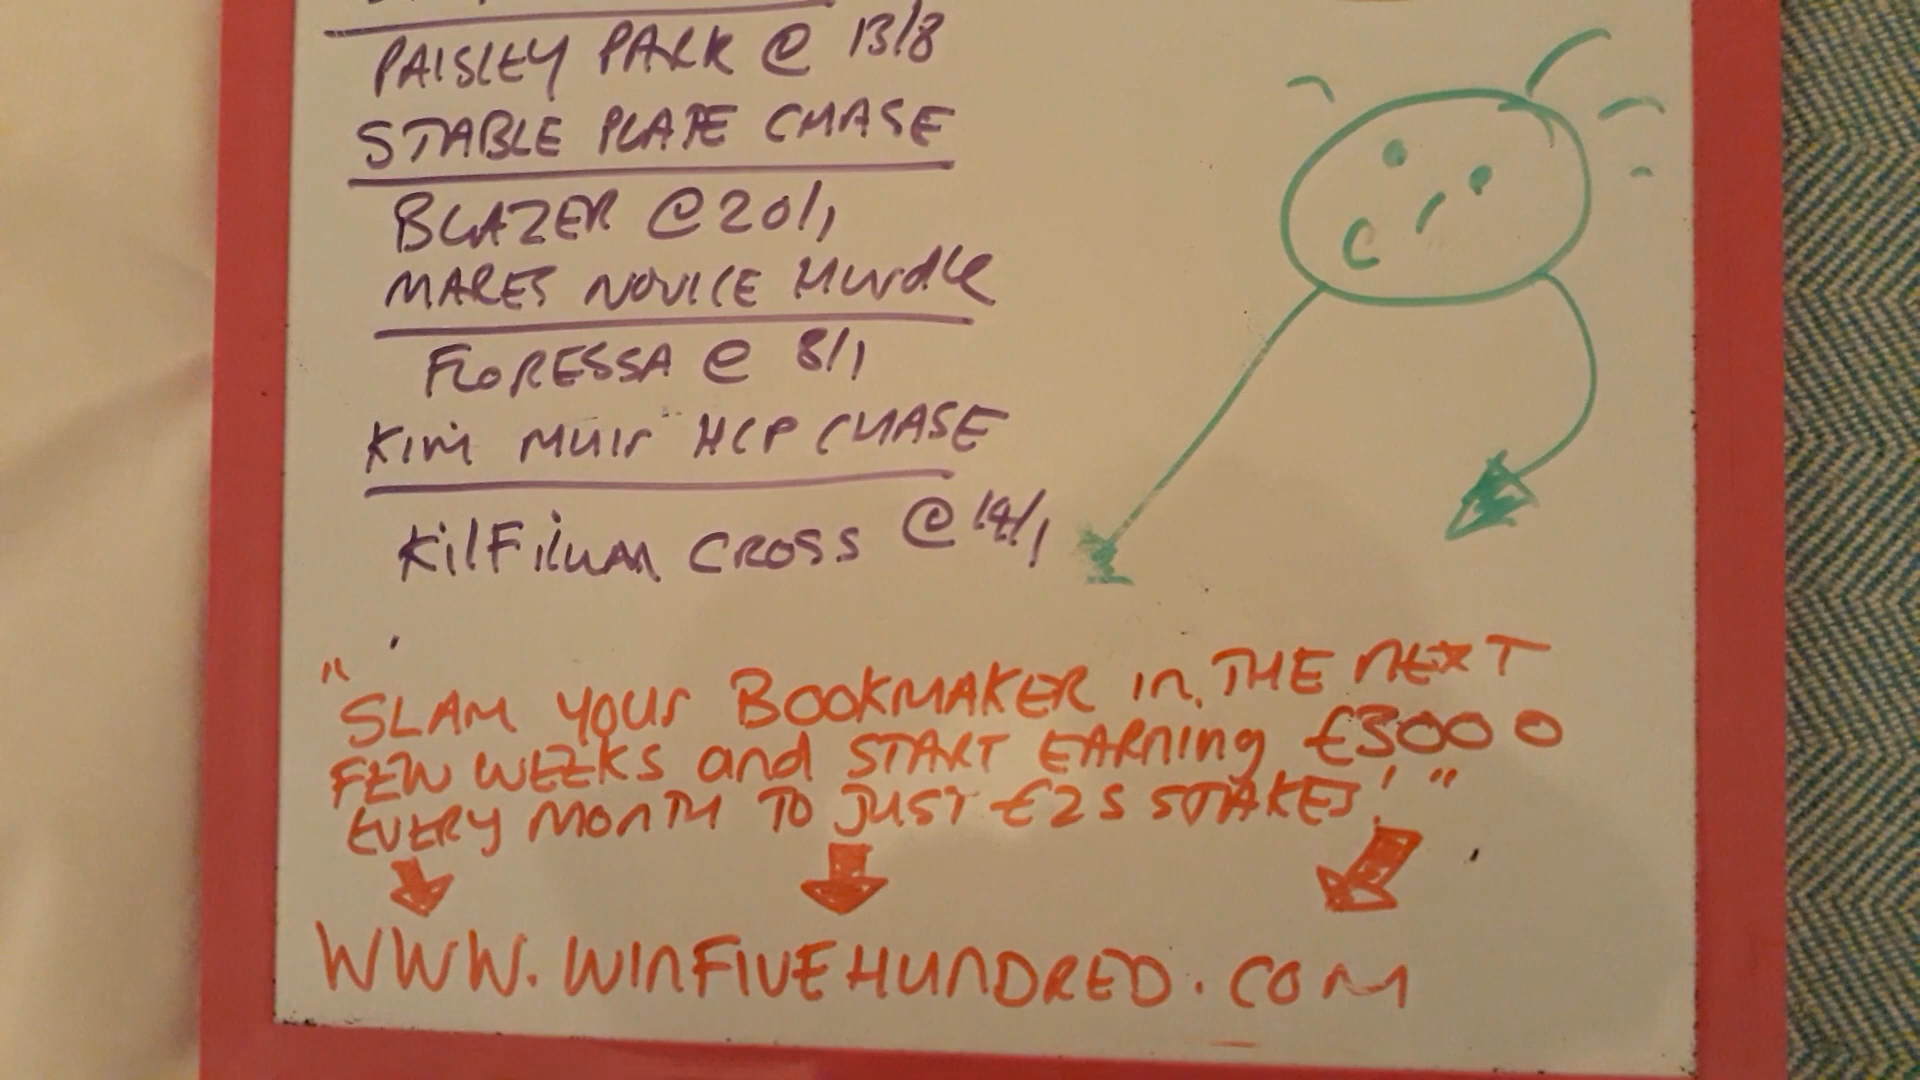 PAISLEY PARK @ 13/8
STABLE PLATE CHASE
BLAZER @ 20/1
MARES NOVICE HurdLE
FLORESSA @ 8/1
Kim MUIr HCP CHASE
KilFiluan CROSS @ 14/1
"SLAM YOUr BOOKMAKER in THE nEXT
FEW WEEKS and START EARning £3000
EVERY MOnTH TO JUST £25 STAKES!"
WWW.WinFIVEHUnDRED.COM